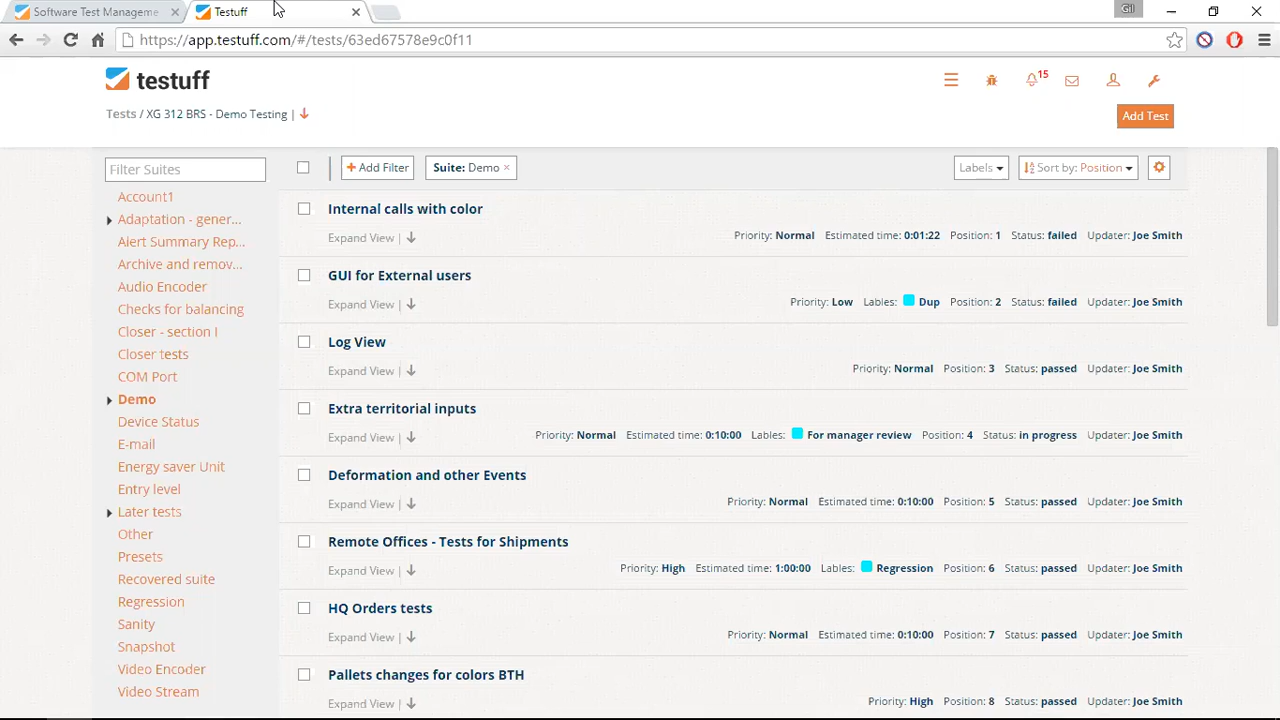 Software Test Manageme
Testuff
Gil
https://app.testuff.com/#/tests/63ed67578e9c0f11
testuff
15
Tests / XG 312 BRS - Demo Testing |
Add Test
Filter Suites
+ Add Filter
Suite: Demo ×
Labels
Sort by: Position
Account1
Adaptation - gener...
Alert Summary Rep...
Archive and remov...
Audio Encoder
Checks for balancing
Closer - section I
Closer tests
COM Port
Demo
Device Status
E-mail
Energy saver Unit
Entry level
Later tests
Other
Presets
Recovered suite
Regression
Sanity
Snapshot
Video Encoder
Video Stream
Internal calls with color
Expand View |
Priority: Normal Estimated time: 0:01:22 Position: 1 Status: failed Updater: Joe Smith
GUI for External users
Expand View |
Priority: Low Lables: Dup Position: 2 Status: failed Updater: Joe Smith
Log View
Expand View |
Priority: Normal Position: 3 Status: passed Updater: Joe Smith
Extra territorial inputs
Expand View |
Priority: Normal Estimated time: 0:10:00 Lables: For manager review Position: 4 Status: in progress Updater: Joe Smith
Deformation and other Events
Expand View |
Priority: Normal Estimated time: 0:10:00 Position: 5 Status: passed Updater: Joe Smith
Remote Offices - Tests for Shipments
Expand View |
Priority: High Estimated time: 1:00:00 Lables: Regression Position: 6 Status: passed Updater: Joe Smith
HQ Orders tests
Expand View |
Priority: Normal Estimated time: 0:10:00 Position: 7 Status: passed Updater: Joe Smith
Pallets changes for colors BTH
Expand View |
Priority: High Position: 8 Status: passed Updater: Joe Smith